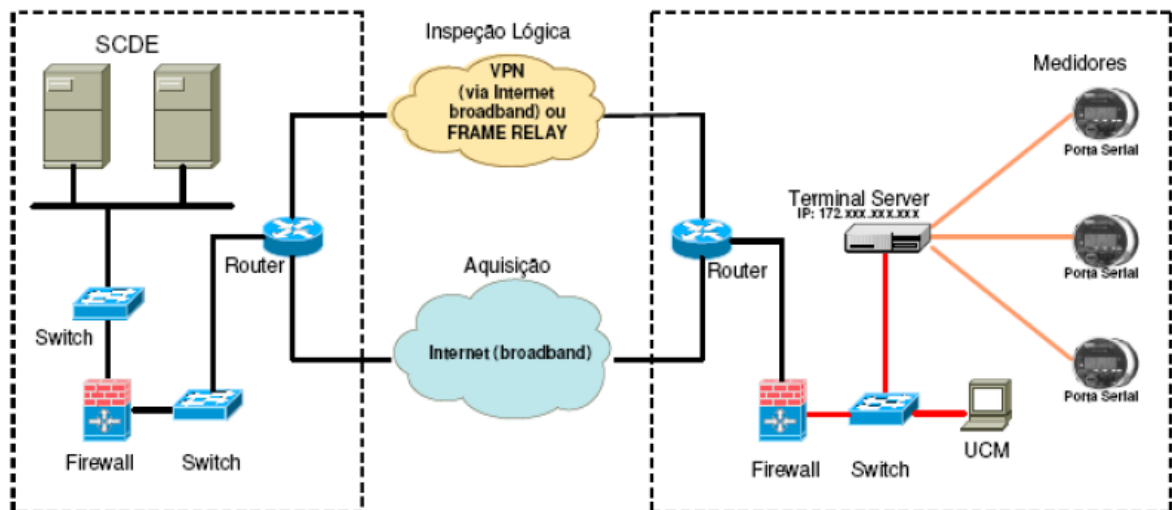 SCDE
Switch
Firewall
Switch
Router
Inspeção Lógica
VPN
(via Internet
broadband) ou
FRAME RELAY
Aquisição
Internet (broadband)
Router
Firewall
Switch
UCM
Terminal Server
IP: 172.xxx.xxx.xxx
Medidores
Porta Serial
Porta Serial
Porta Serial